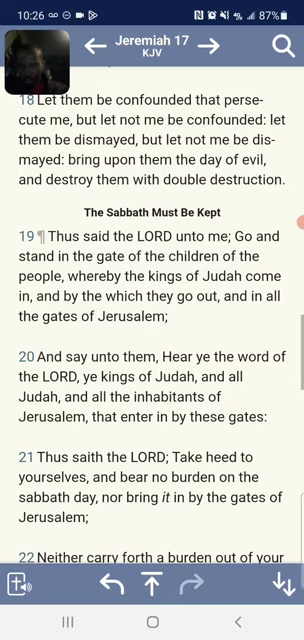 10:26 87%
Jeremiah 17
KJV
18 Let them be confounded that perse-
cute me, but let not me be confounded: let
them be dismayed, but let not me be dis-
mayed: bring upon them the day of evil,
and destroy them with double destruction.
The Sabbath Must Be Kept
19 ¶ Thus said the LORD unto me; Go and
stand in the gate of the children of the
people, whereby the kings of Judah come
in, and by the which they go out, and in all
the gates of Jerusalem;
20 And say unto them, Hear ye the word of
the LORD, ye kings of Judah, and all
Judah, and all the inhabitants of
Jerusalem, that enter in by these gates:
21 Thus saith the LORD; Take heed to
yourselves, and bear no burden on the
sabbath day, nor bring it in by the gates of
Jerusalem;
22 Neither carry forth a burden out of your